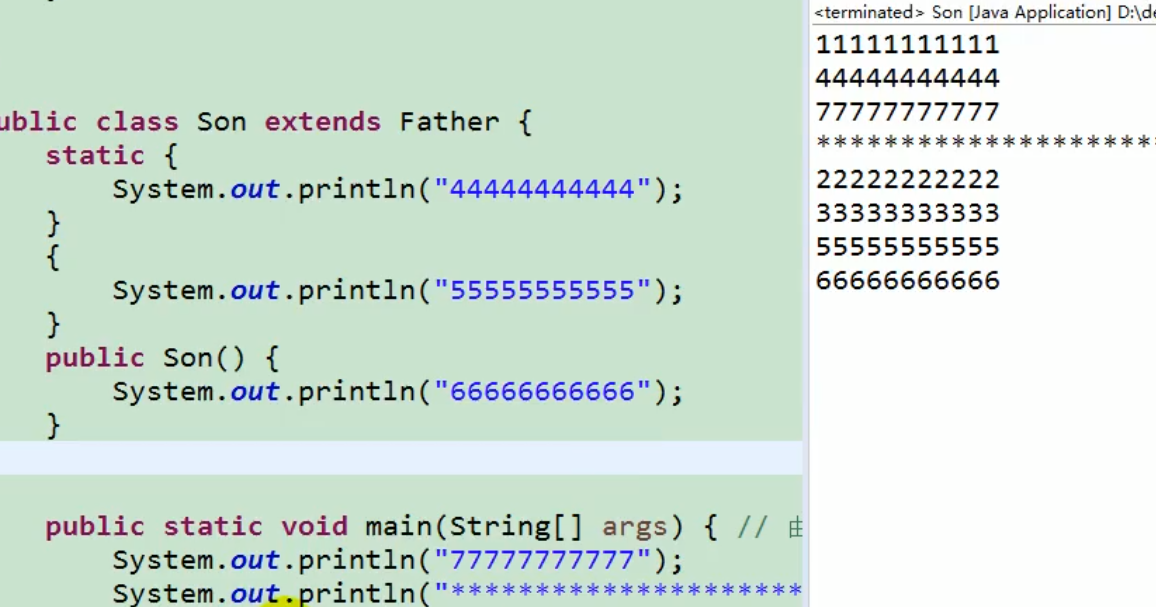 ublic class Son extends Father {
static {
System.out.println("44444444444");
}
{
System.out.println("55555555555");
}
public Son() {
System.out.println("66666666666");
}
public static void main(String[] args) { // 由
System.out.println("77777777777");
System.out.println("*********************
<terminated> Son [Java Application] D:\de
11111111111
44444444444
77777777777
********************
22222222222
33333333333
55555555555
66666666666